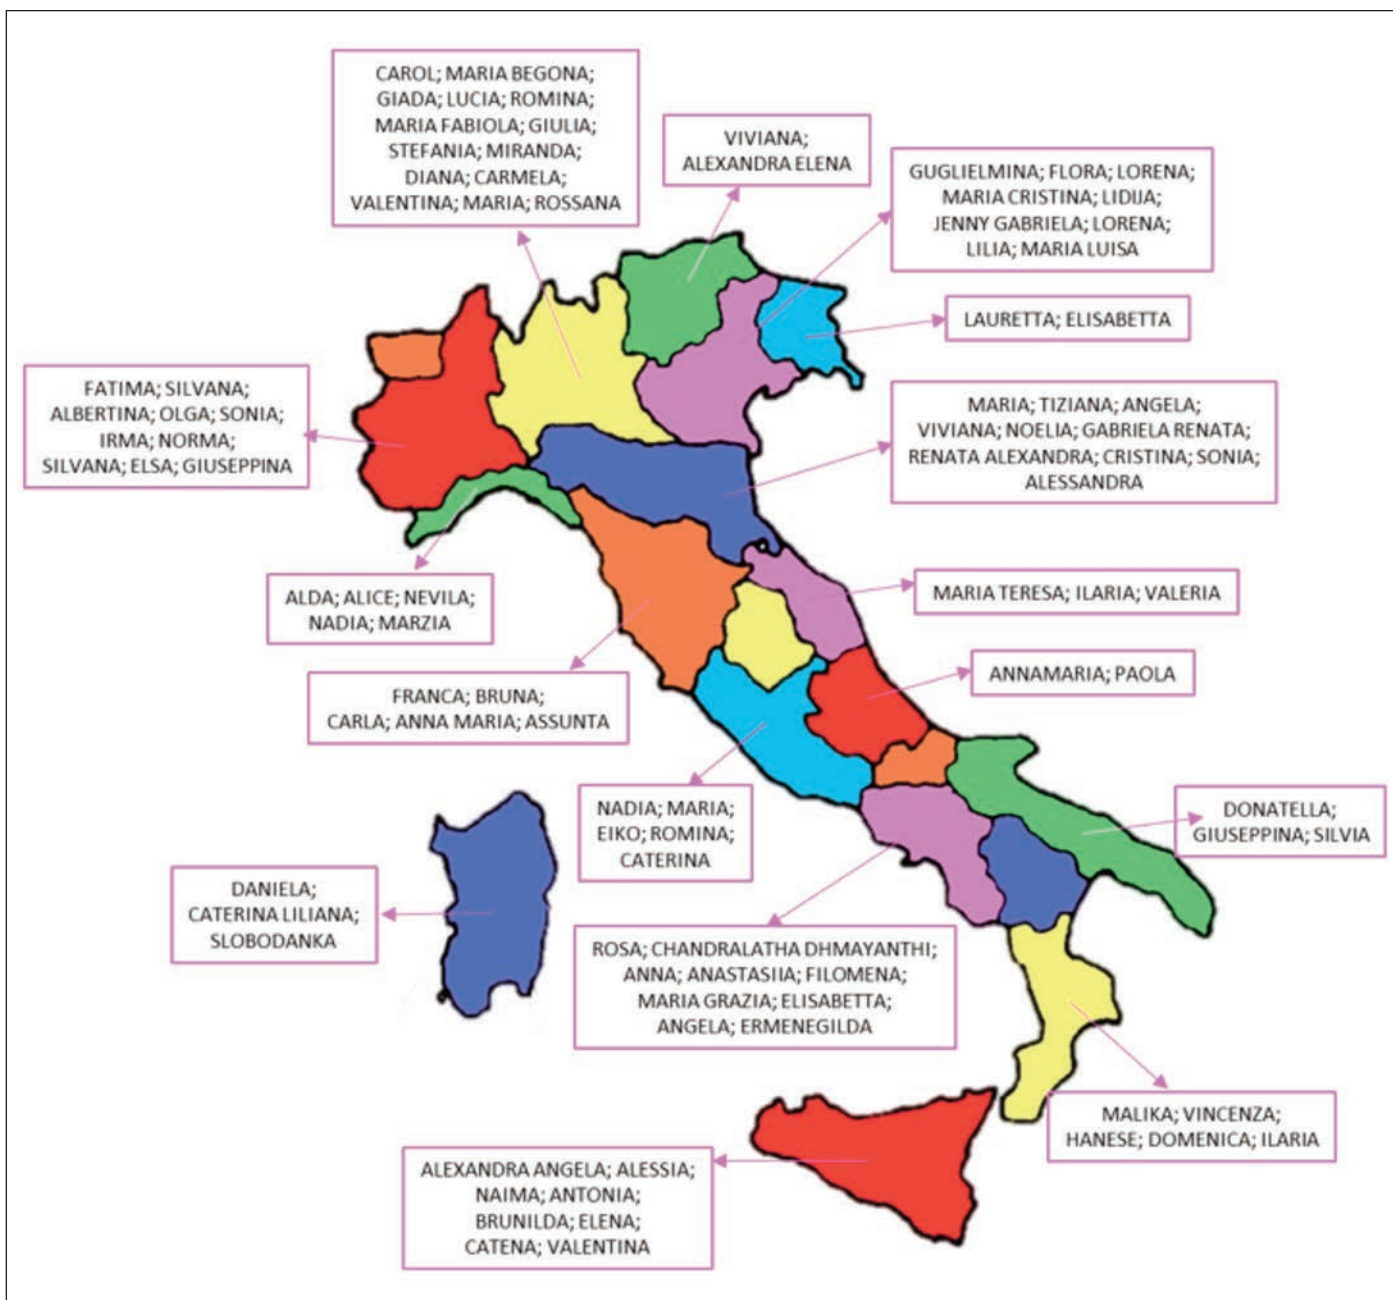 CAROL; MARIA BEGONA;
GIADA; LUCIA; ROMINA;
MARIA FABIOLA; GIULIA;
STEFANIA; MIRANDA;
DIANA; CARMELA;
VALENTINA; MARIA; ROSSANA
VIVIANA;
ALEXANDRA ELENA
GUGLIELMINA; FLORA; LORENA;
MARIA CRISTINA; LIDIJA;
JENNY GABRIELA; LORENA;
LILIA; MARIA LUISA
LAURETTA; ELISABETTA
FATIMA; SILVANA;
ALBERTINA; OLGA; SONIA;
IRMA; NORMA;
SILVANA; ELSA; GIUSEPPINA
MARIA; TIZIANA; ANGELA;
VIVIANA; NOELIA; GABRIELA RENATA;
RENATA ALEXANDRA; CRISTINA; SONIA;
ALESSANDRA
ALDA; ALICE; NEVILA;
NADIA; MARZIA
MARIA TERESA; ILARIA; VALERIA
FRANCA; BRUNA;
CARLA; ANNA MARIA; ASSUNTA
ANNAMARIA; PAOLA
NADIA; MARIA;
EIKO; ROMINA;
CATERINA
DONATELLA;
GIUSEPPINA; SILVIA
DANIELA;
CATERINA LILIANA;
SLOBODANKA
ROSA; CHANDRALATHA DHMAYANTHI;
ANNA; ANASTASIIA; FILOMENA;
MARIA GRAZIA; ELISABETTA;
ANGELA; ERMENEGILDA
MALIKA; VINCENZA;
HANESE; DOMENICA; ILARIA
ALEXANDRA ANGELA; ALESSIA;
NAIMA; ANTONIA;
BRUNILDA; ELENA;
CATENA; VALENTINA